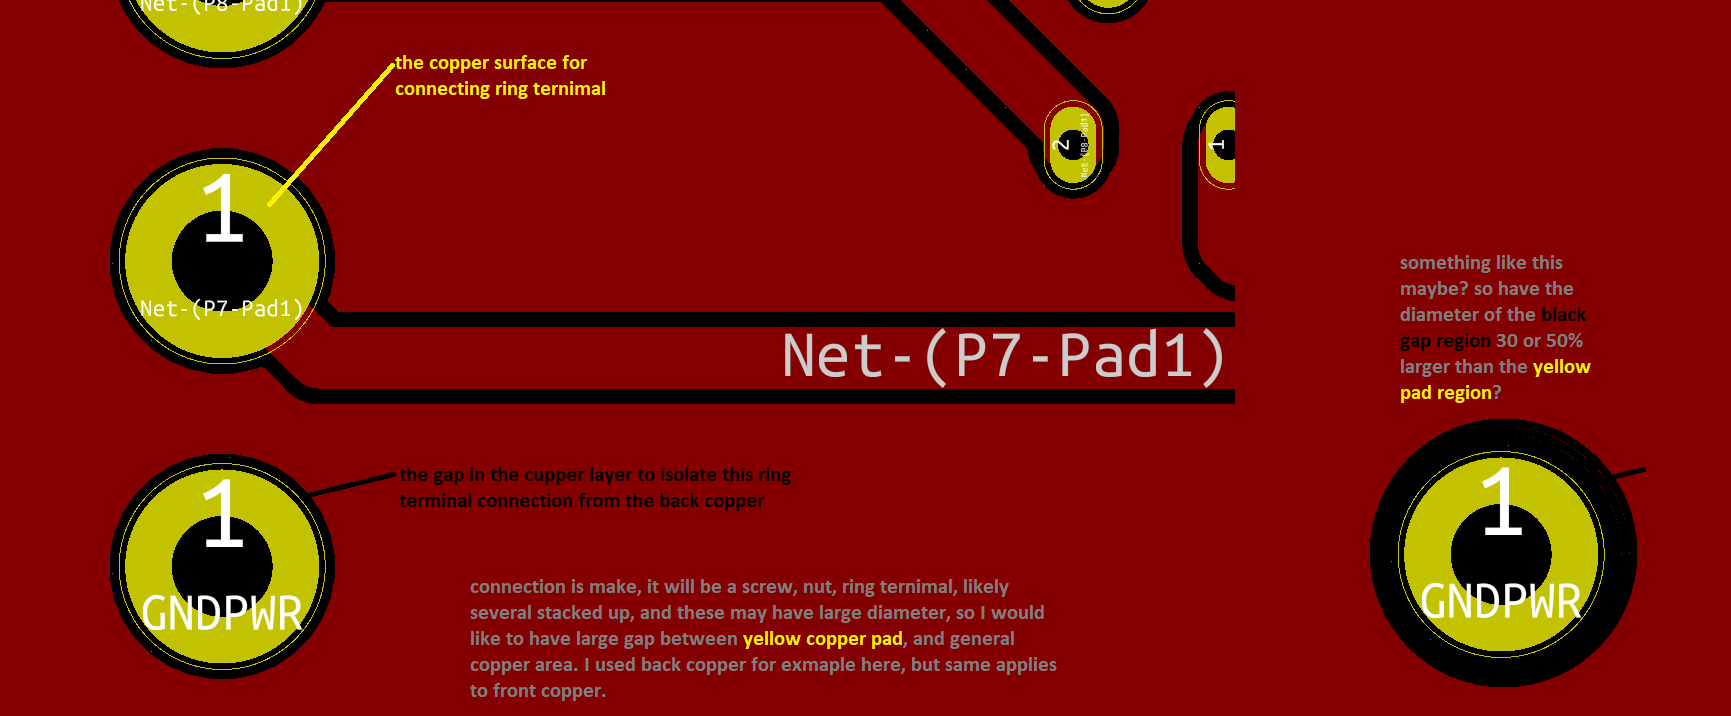 Net-(P8-Pad1)
the copper surface for
connecting ring ternimal
1
Net-(P7-Pad1)
2
Net-(P8-Pad1)
1
Net-(P7-Pad1)
something like this
maybe? so have the
diameter of the black
gap region 30 or 50%
larger than the yellow
pad region?
the gap in the cupper layer to isolate this ring
terminal connection from the back copper
1
GNDPWR
connection is make, it will be a screw, nut, ring ternimal, likely
several stacked up, and these may have large diameter, so I would
like to have large gap between yellow copper pad, and general
copper area. I used back copper for exmaple here, but same applies
to front copper.
1
GNDPWR